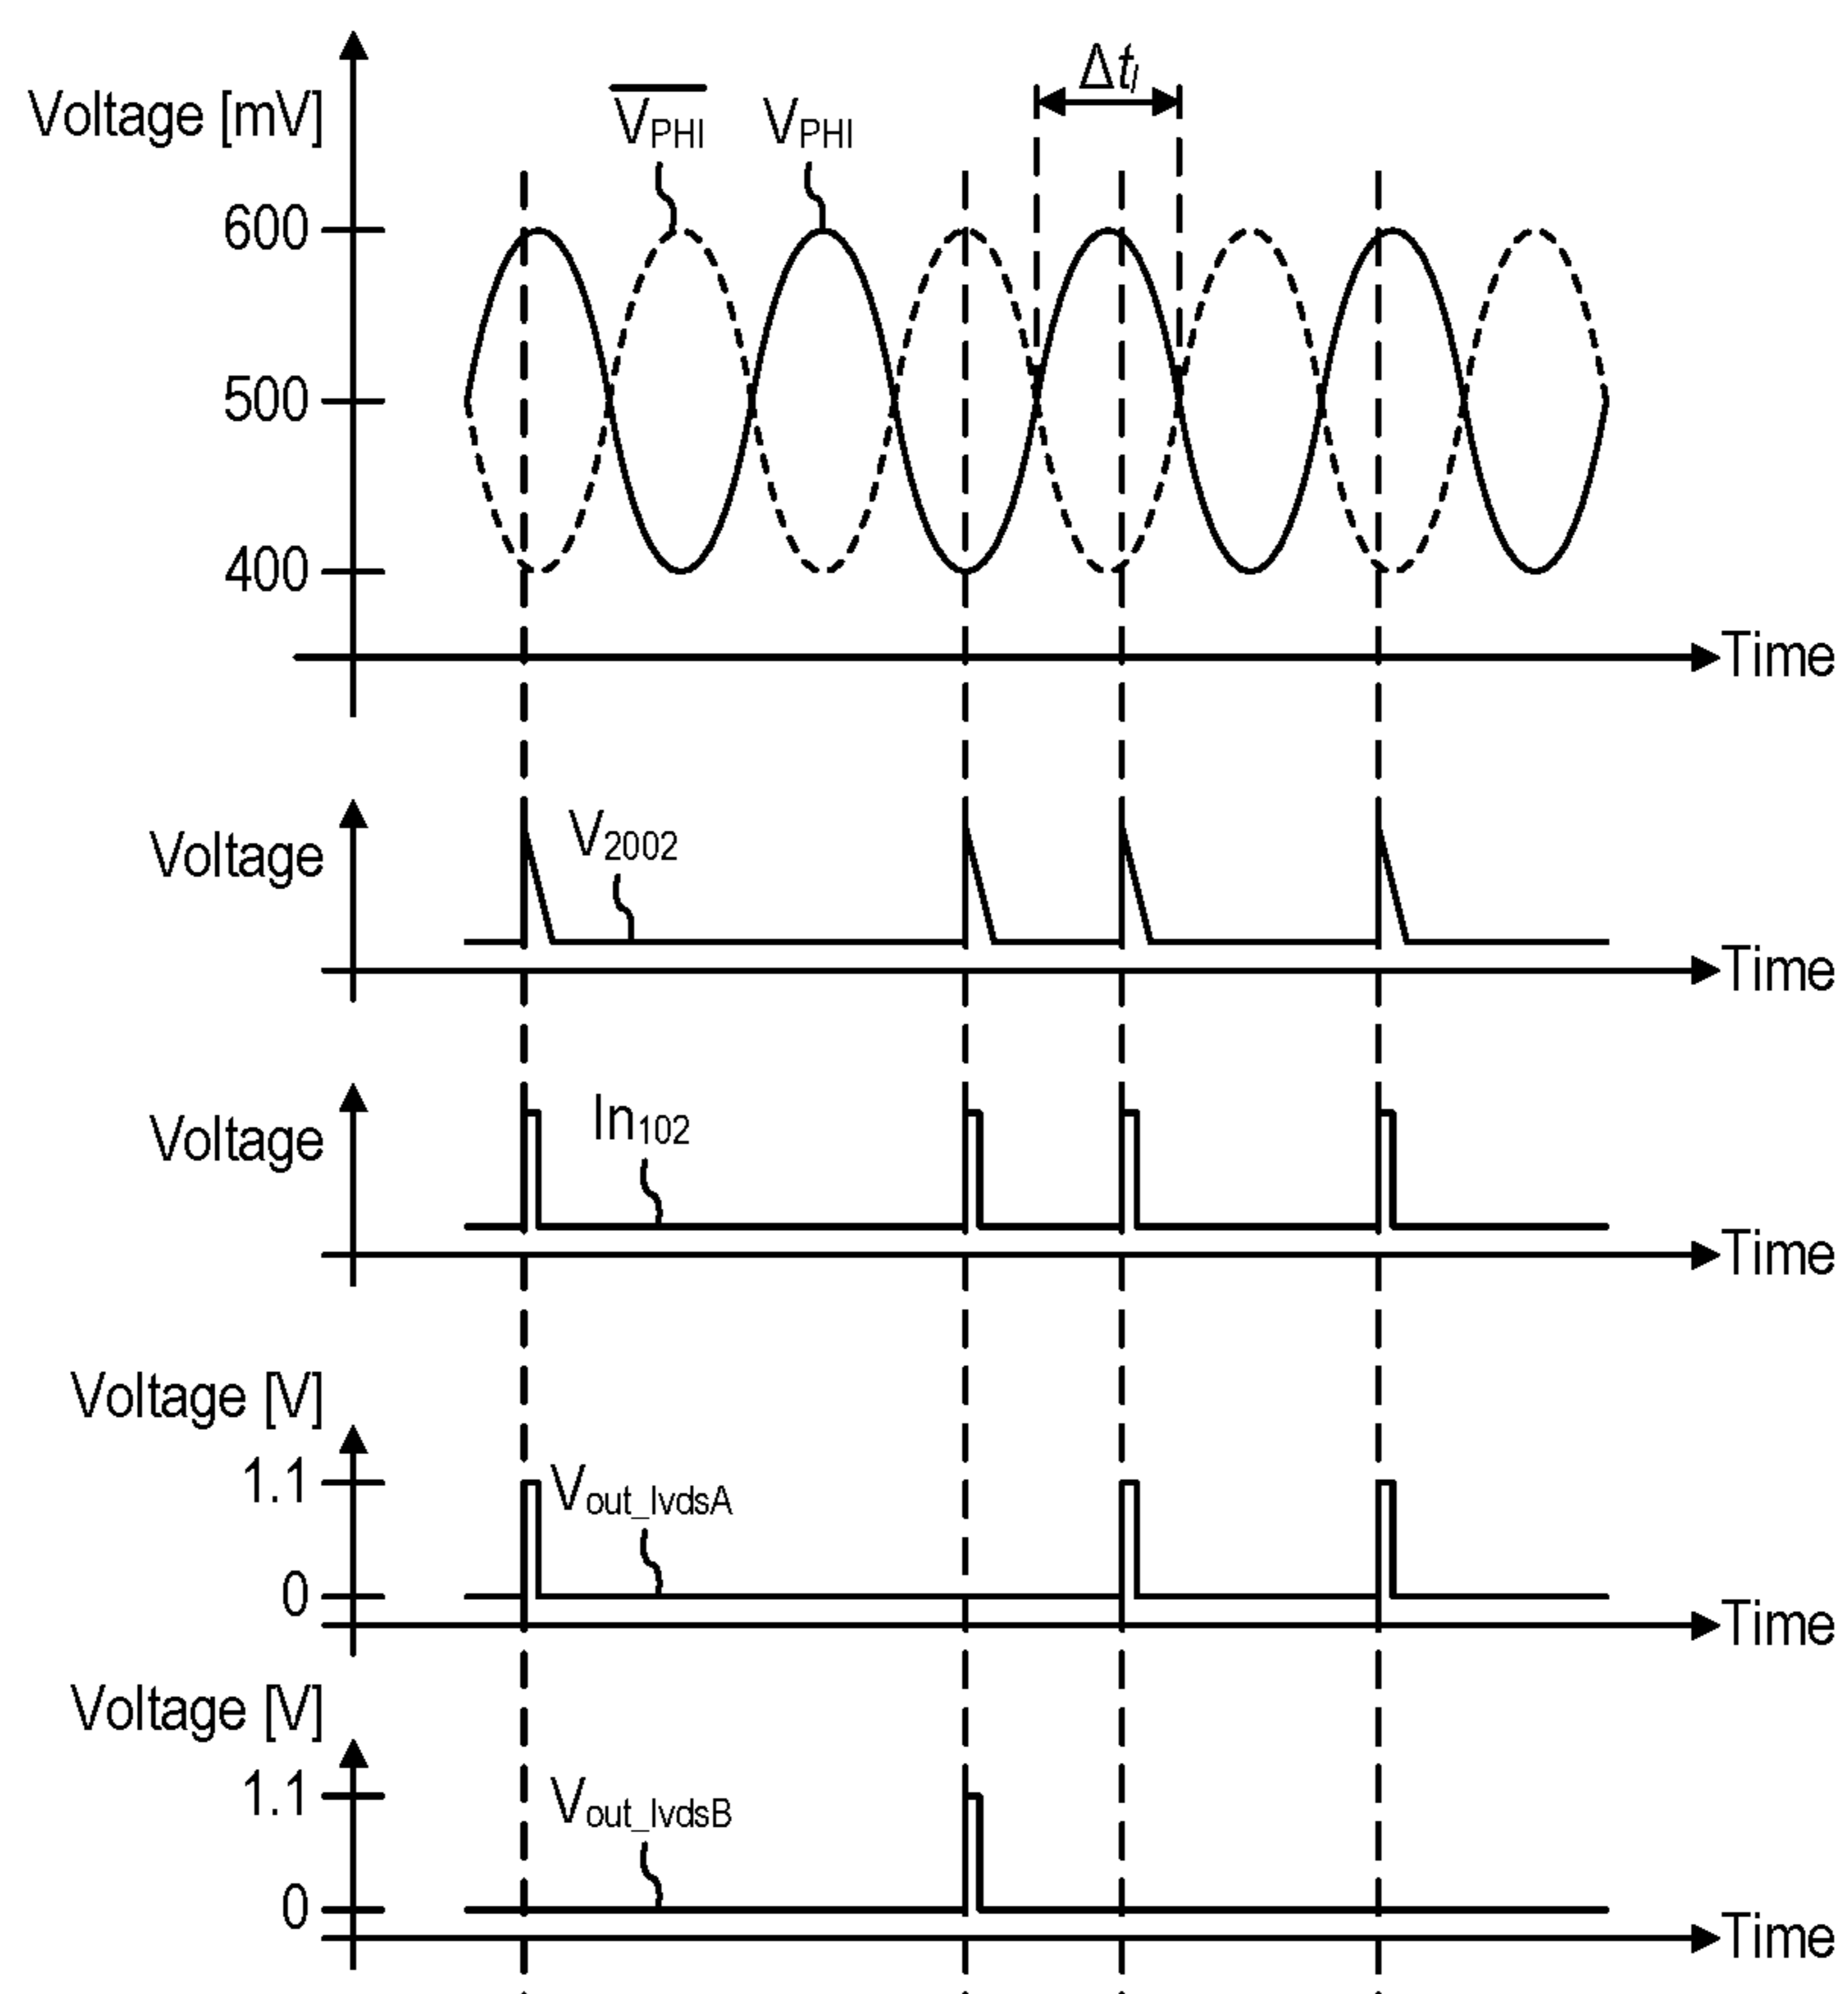 Voltage [mV]
V̅PHI
VPHI
Δtⱼ
600
500
400
Time
Voltage
V2002
Time
Voltage
In102
Time
Voltage [V]
1.1
Vout_lvdsA
0
Time
Voltage [V]
1.1
Vout_lvdsB
0
Time